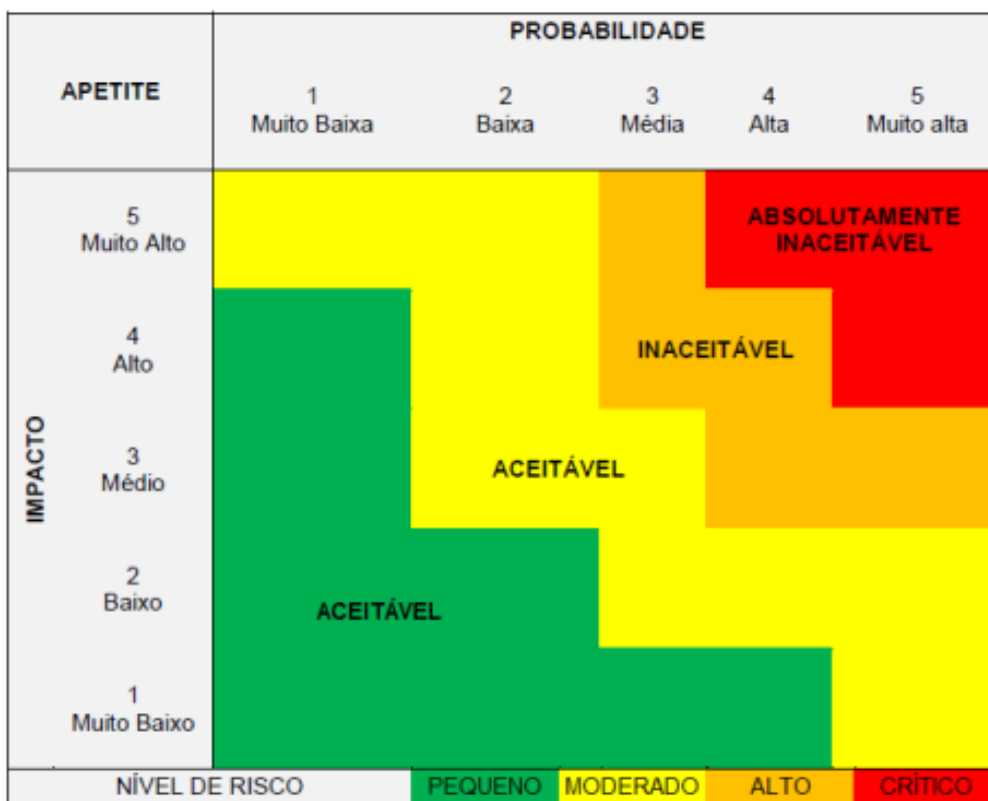 PROBABILIDADE
APETITE
1 2 3 4 5
Muito Baixa Baixa Média Alta Muito alta
5
Muito Alto
ABSOLUTAMENTE
INACEITÁVEL
4
Alto
INACEITÁVEL
IMPACTO
3
Médio
ACEITÁVEL
2
Baixo
ACEITÁVEL
1
Muito Baixo
NÍVEL DE RISCO PEQUENO MODERADO ALTO CRÍTICO